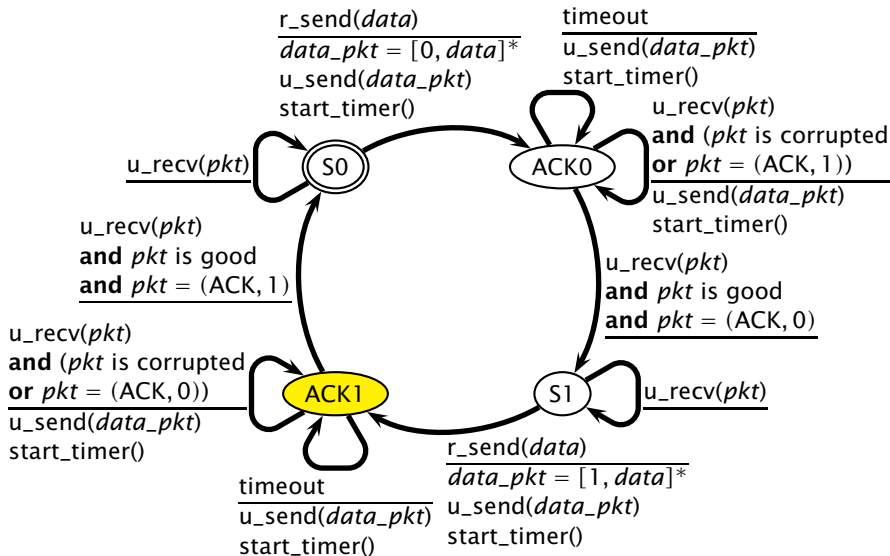 r_send(data)
data_pkt = [0, data]*
u_send(data_pkt)
start_timer()
timeout
u_send(data_pkt)
start_timer()
u_recv(pkt)
S0
ACK0
u_recv(pkt)
and (pkt is corrupted
or pkt = (ACK, 1))
u_send(data_pkt)
start_timer()
u_recv(pkt)
and pkt is good
and pkt = (ACK, 1)
u_recv(pkt)
and pkt is good
and pkt = (ACK, 0)
u_recv(pkt)
and (pkt is corrupted
or pkt = (ACK, 0))
u_send(data_pkt)
start_timer()
ACK1
S1
u_recv(pkt)
timeout
u_send(data_pkt)
start_timer()
r_send(data)
data_pkt = [1, data]*
u_send(data_pkt)
start_timer()